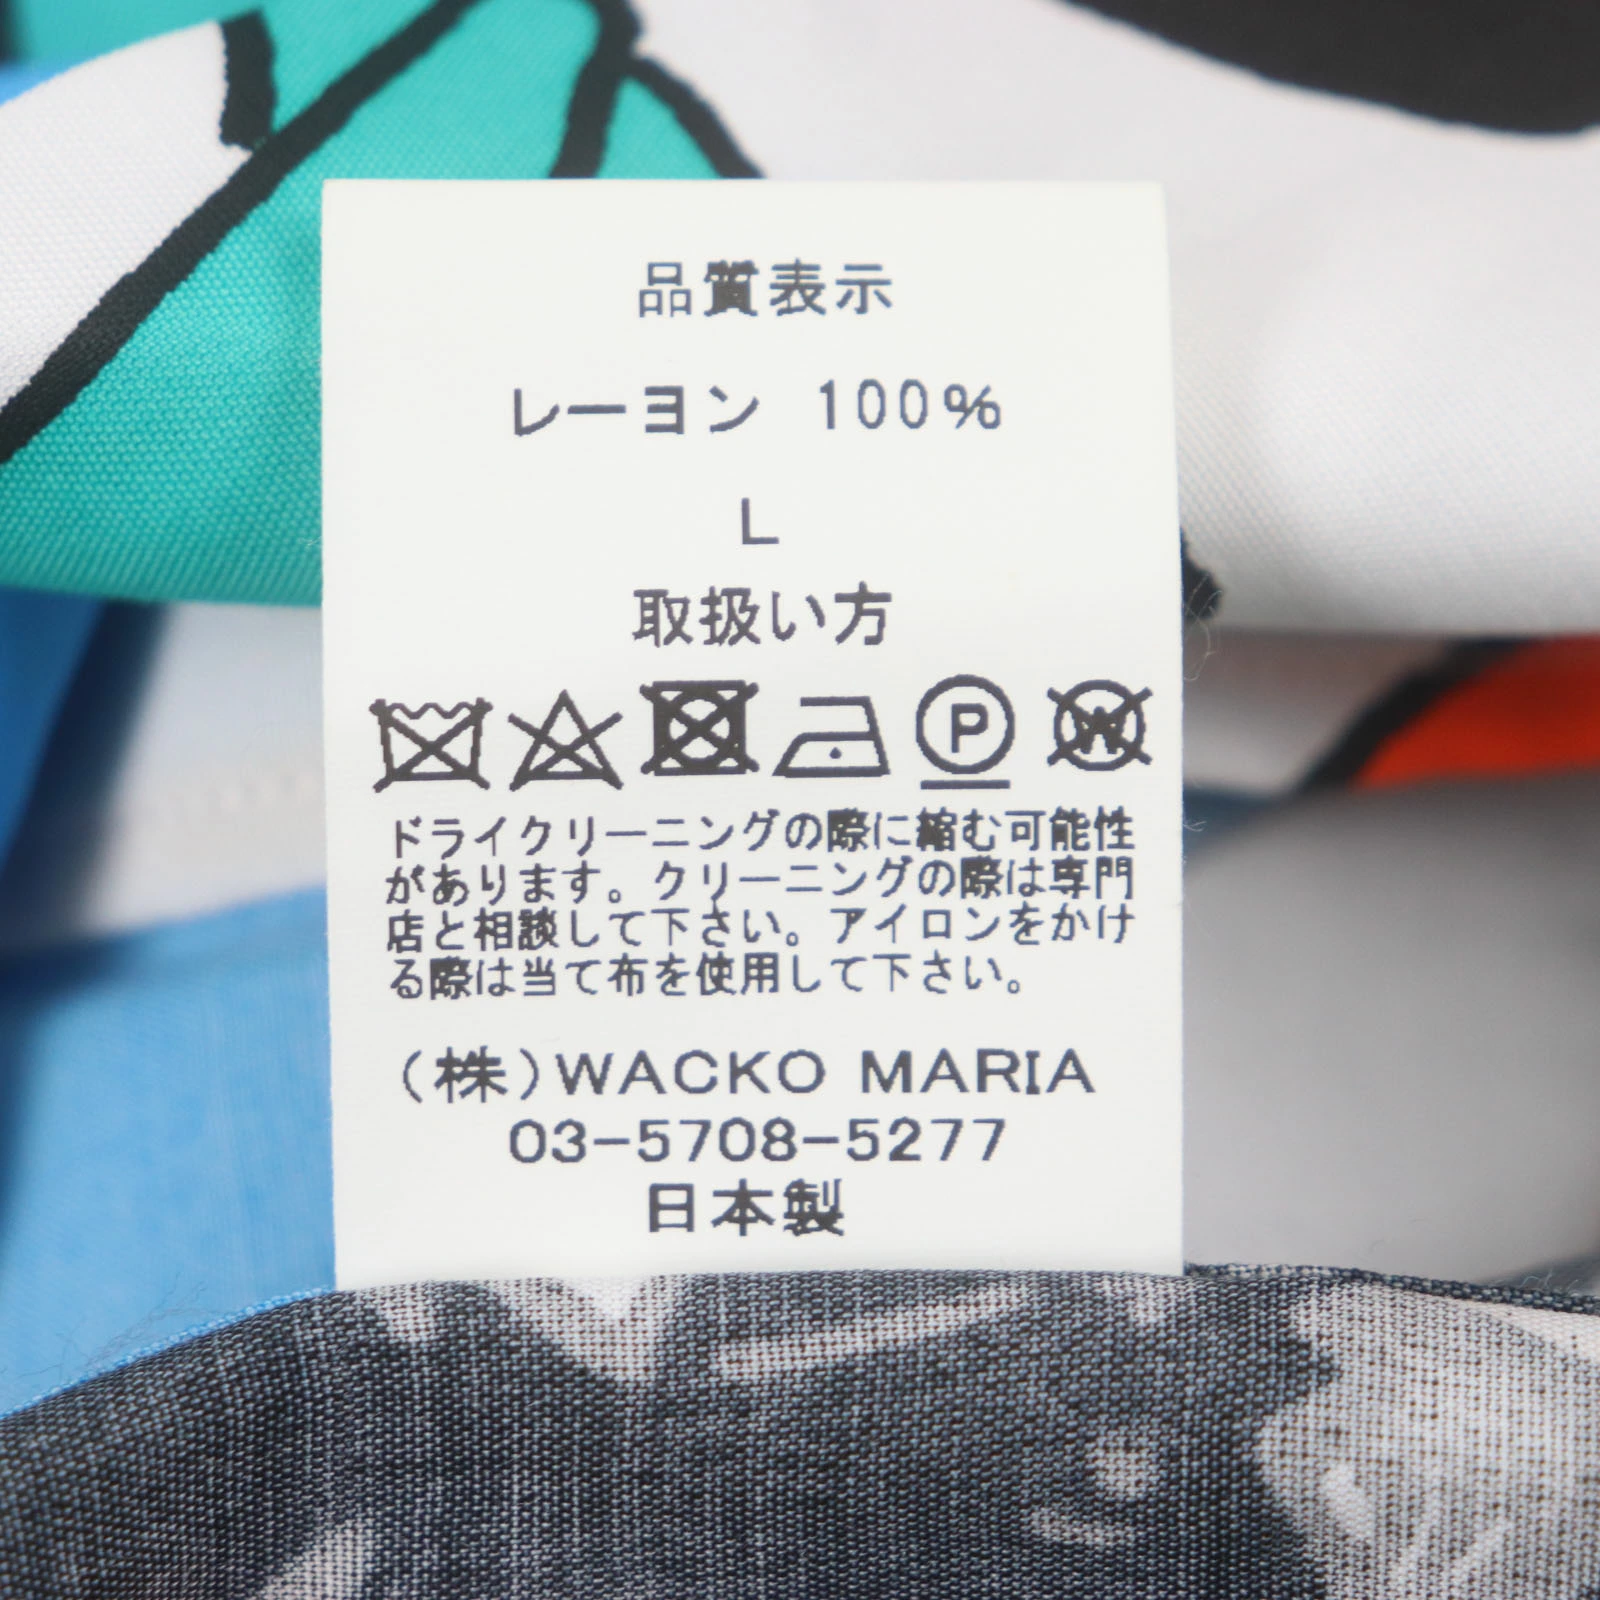 品質表示
レーヨン 100%
L
取扱い方
P W
ドライクリーニングの際に縮む可能性
があります。クリーニングの際は専門
店と相談して下さい。アイロンをかけ
る際は当て布を使用して下さい。
(株)WACKO MARIA
03-5708-5277
日本製